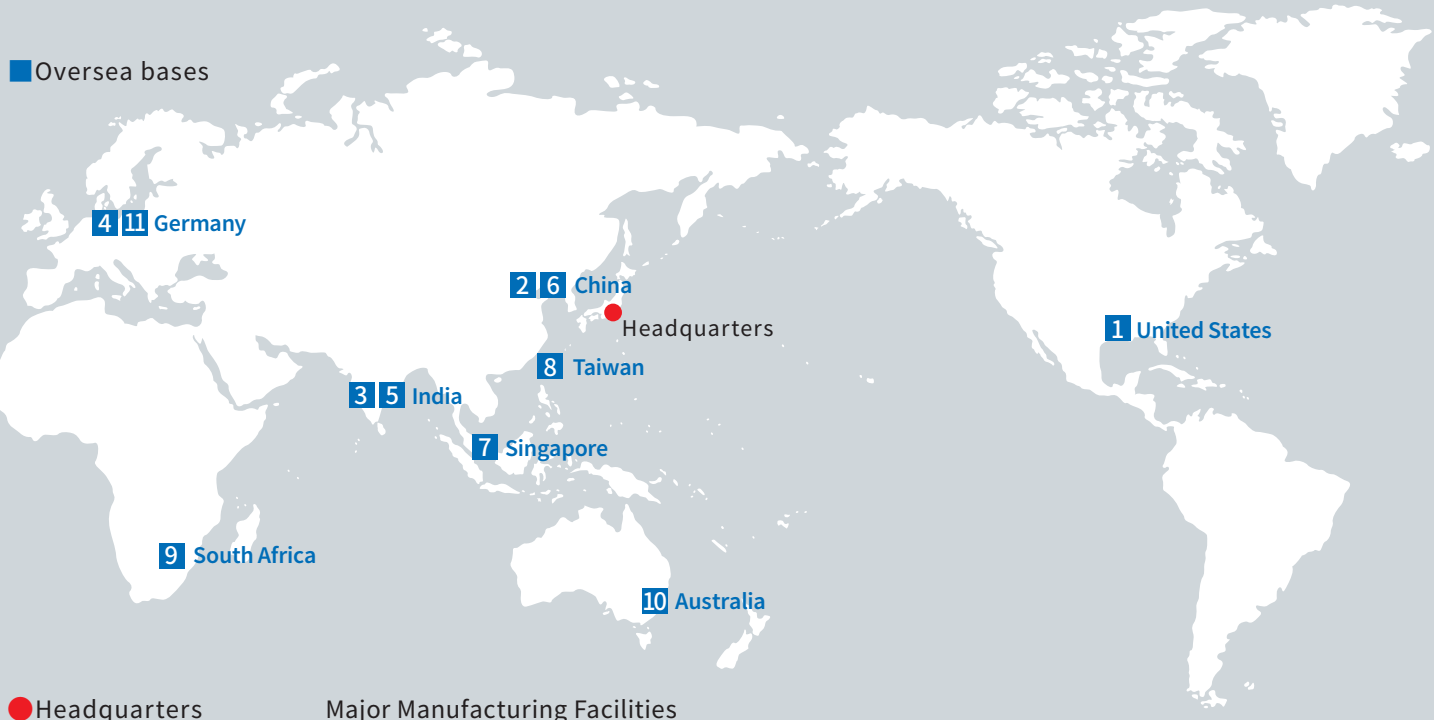 Oversea bases
4 11 Germany
2 6 China
Headquarters
1 United States
8 Taiwan
3 5 India
7 Singapore
9 South Africa
10 Australia
Headquarters
Major Manufacturing Facilities